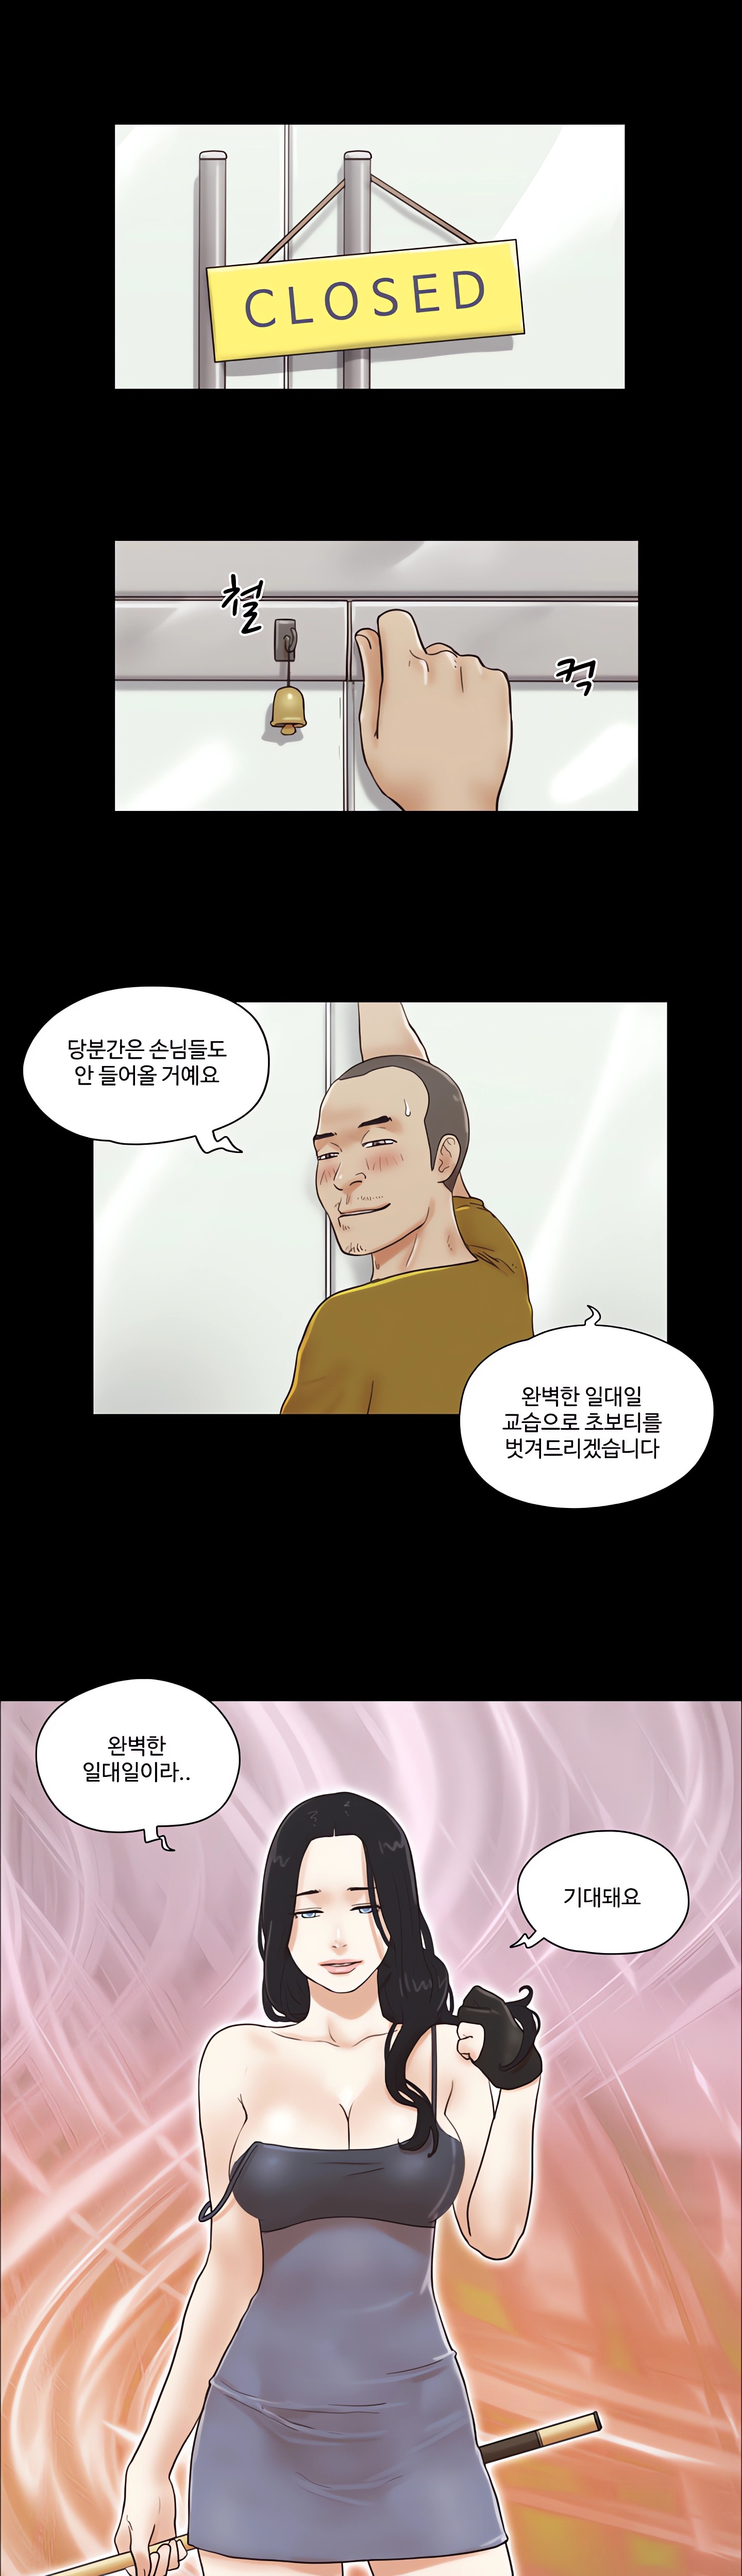 CLOSED
철
컥
당분간은 손님들도
안 들어올 거예요
완벽한 일대일
교습으로 초보티를
벗겨드리겠습니다
완벽한
일대일이라..
기대돼요